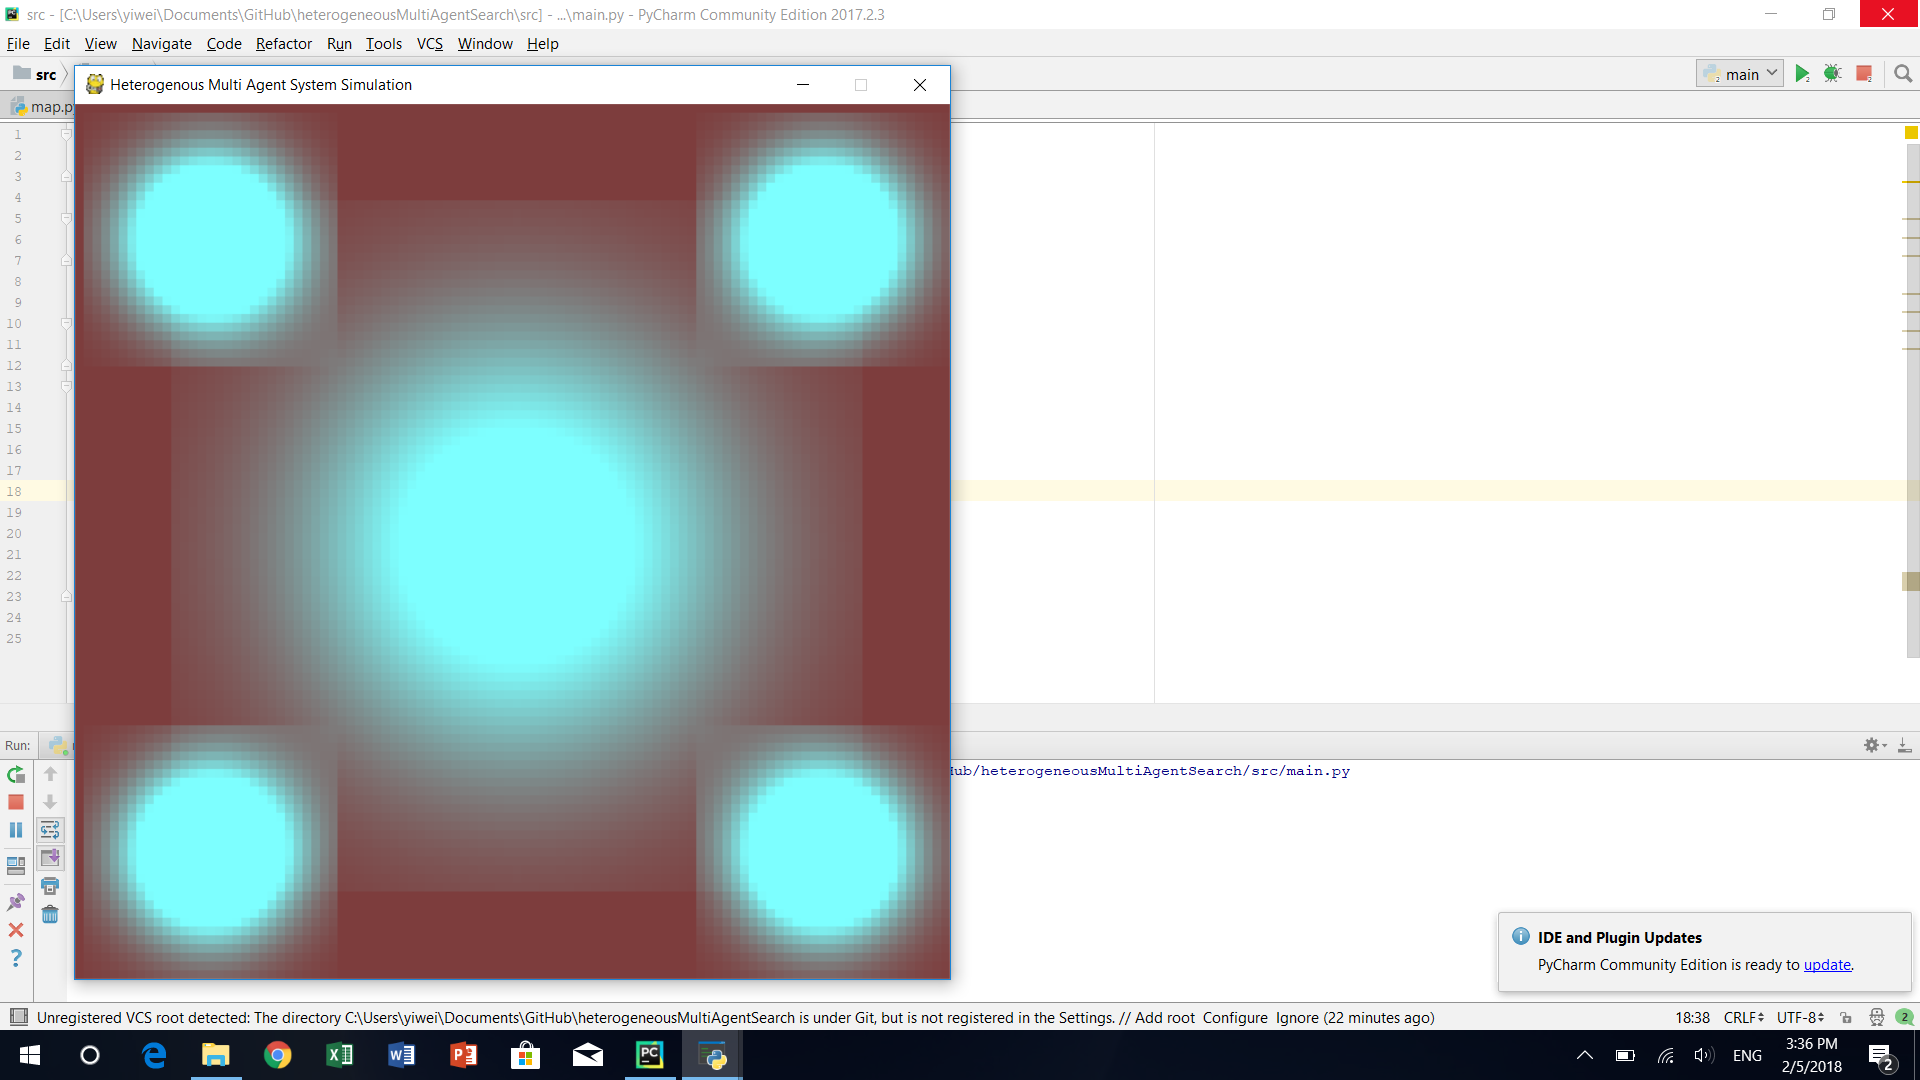 src - [C:\Users\yiwei\Documents\GitHub\heterogeneousMultiAgentSearch\src] - ...\main.py - PyCharm Community Edition 2017.2.3
File Edit View Navigate Code Refactor Run Tools VCS Window Help
src
main
Heterogenous Multi Agent System Simulation
map.py
1
2
3
4
5
6
7
8
9
10
11
12
13
14
15
16
17
18
19
20
21
22
23
24
25
Run:
Hub/heterogeneousMultiAgentSearch/src/main.py
IDE and Plugin Updates
PyCharm Community Edition is ready to update.
Unregistered VCS root detected: The directory C:\Users\yiwei\Documents\GitHub\heterogeneousMultiAgentSearch is under Git, but is not registered in the Settings. // Add root Configure Ignore (22 minutes ago)
18:38 CRLF UTF-8 2
ENG
3:36 PM
2/5/2018
2